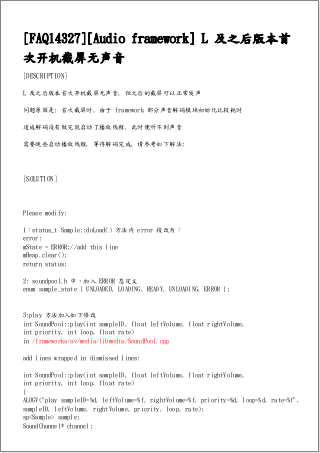 [FAQ14327][Audio framework] L 及之后版本首
次开机截屏无声音
[DESCRIPTION]
L 及之后版本首次开机截屏无声音, 但之后的截屏可以正常发声
问题原因是: 首次截屏时, 由于 framework 部分声音解码模块初始化比较耗时
造成解码没有做完就启动了播放线程, 此时便听不到声音
需要晚些启动播放线程, 等待解码完成, 请参考如下解法:
[SOLUTION]
Please modify:
1:status_t Sample::doLoad() 方法内 error 段改为:
error:
mState = ERROR;//add this line
mHeap.clear();
return status;
2: soundpool.h 中,加入 ERROR 态定义
enum sample_state { UNLOADED, LOADING, READY, UNLOADING, ERROR };
3:play 方法加入如下修改
int SoundPool::play(int sampleID, float leftVolume, float rightVolume,
int priority, int loop, float rate)
in /frameworks/av/media/libmedia/SoundPool.cpp
add lines wrapped in dismissed lines:
int SoundPool::play(int sampleID, float leftVolume, float rightVolume,
int priority, int loop, float rate)
{
ALOGV("play sampleID=%d, leftVolume=%f, rightVolume=%f, priority=%d, loop=%d, rate=%f",
sampleID, leftVolume, rightVolume, priority, loop, rate);
sp<Sample> sample;
SoundChannel* channel;